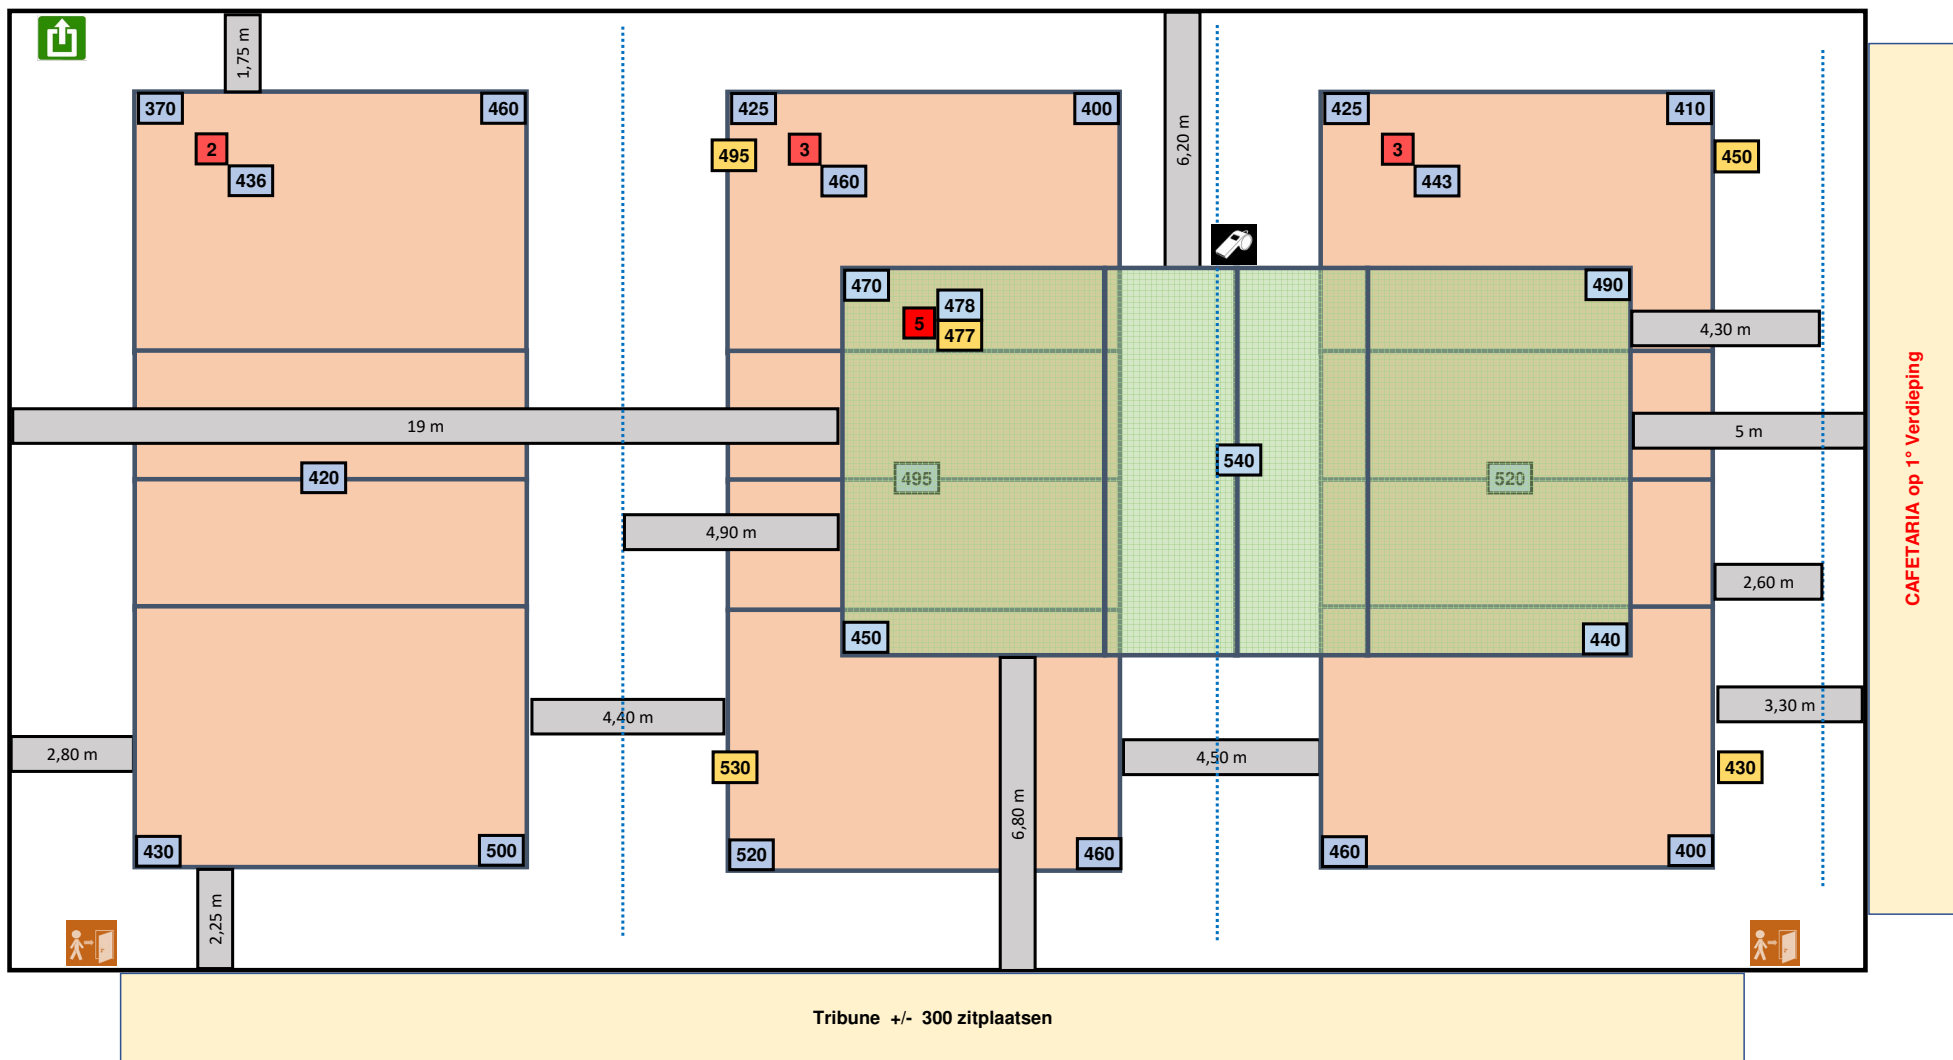 1,75 m
6,20 m
370
460
425
400
425
410
2
495
3
3
450
436
460
443
470
490
478
5
477
4,30 m
19 m
5 m
540
420
495
520
4,90 m
2,60 m
450
440
3,30 m
4,40 m
2,80 m
4,50 m
530
430
6,80 m
430
500
520
460
460
400
2,25 m
CAFETARIA op 1° Verdieping
Tribune +/- 300 zitplaatsen